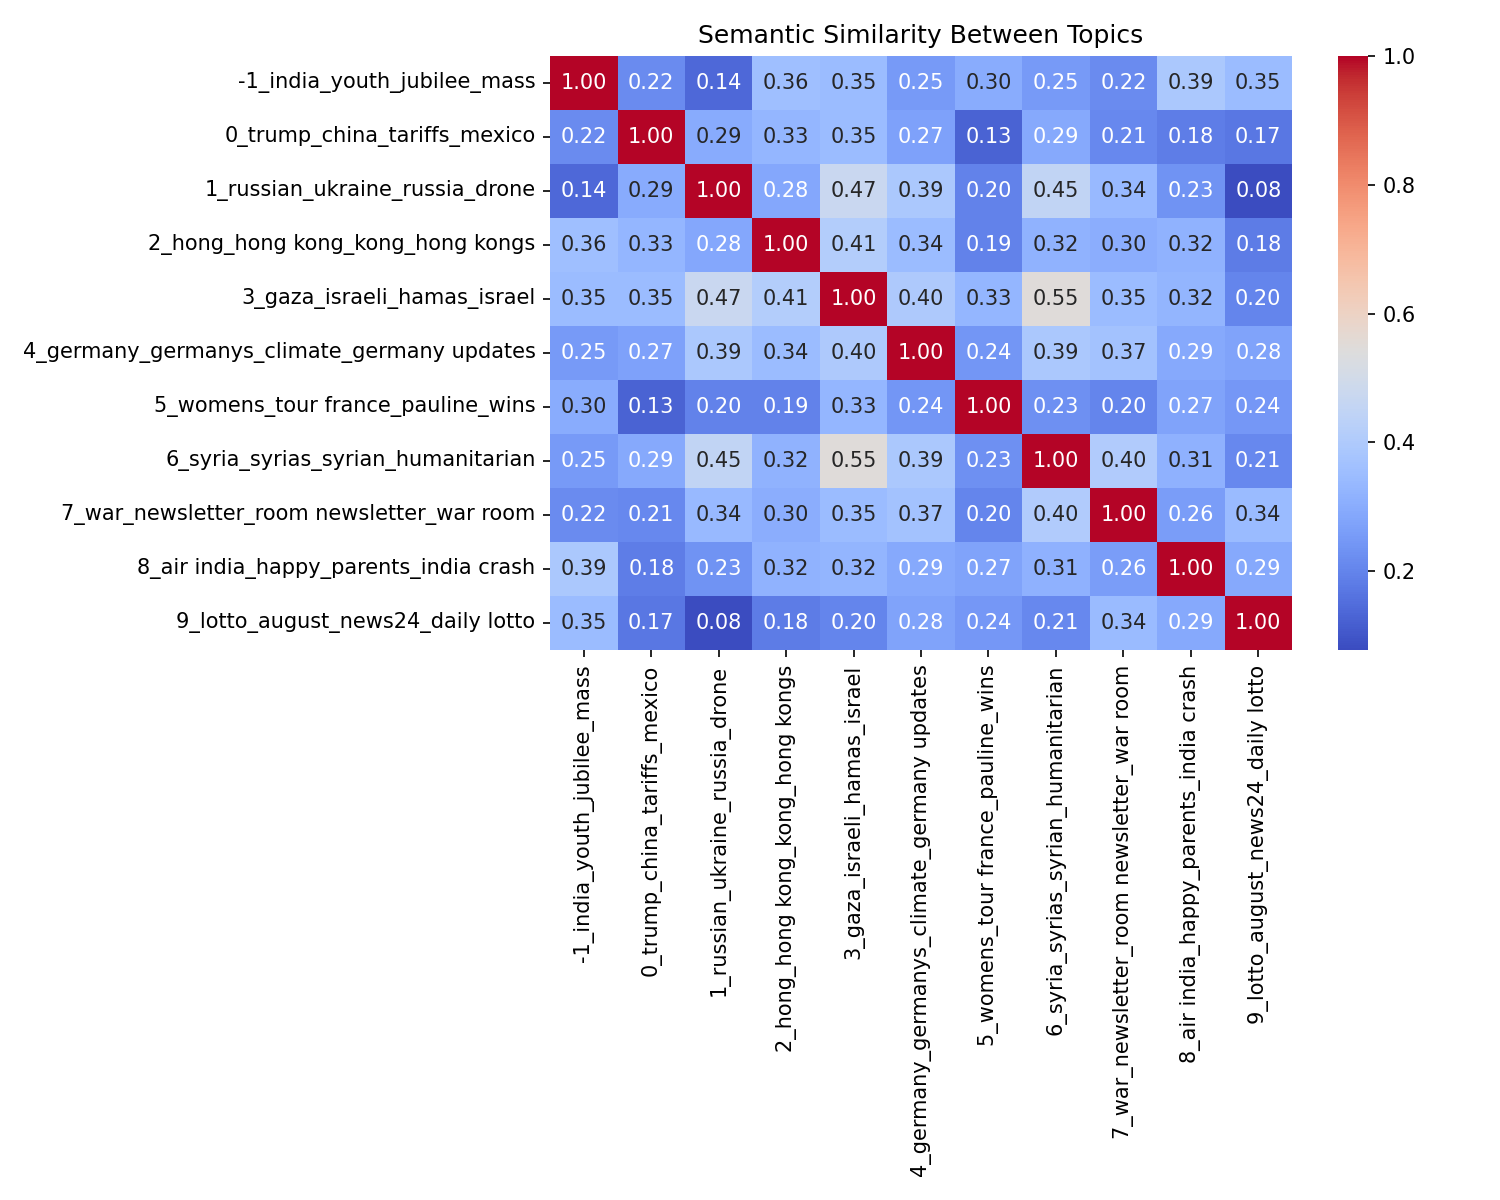 Semantic Similarity Between Topics
-1_india_youth_jubilee_mass 1.00 0.22 0.14 0.36 0.35 0.25 0.30 0.25 0.22 0.39 0.35
0_trump_china_tariffs_mexico 0.22 1.00 0.29 0.33 0.35 0.27 0.13 0.29 0.21 0.18 0.17
1_russian_ukraine_russia_drone 0.14 0.29 1.00 0.28 0.47 0.39 0.20 0.45 0.34 0.23 0.08
2_hong_hong kong_kong_hong kongs 0.36 0.33 0.28 1.00 0.41 0.34 0.19 0.32 0.30 0.32 0.18
3_gaza_israeli_hamas_israel 0.35 0.35 0.47 0.41 1.00 0.40 0.33 0.55 0.35 0.32 0.20
4_germany_germanys_climate_germany updates 0.25 0.27 0.39 0.34 0.40 1.00 0.24 0.39 0.37 0.29 0.28
5_womens_tour france_pauline_wins 0.30 0.13 0.20 0.19 0.33 0.24 1.00 0.23 0.20 0.27 0.24
6_syria_syrias_syrian_humanitarian 0.25 0.29 0.45 0.32 0.55 0.39 0.23 1.00 0.40 0.31 0.21
7_war_newsletter_room newsletter_war room 0.22 0.21 0.34 0.30 0.35 0.37 0.20 0.40 1.00 0.26 0.34
8_air india_happy_parents_india crash 0.39 0.18 0.23 0.32 0.32 0.29 0.27 0.31 0.26 1.00 0.29
9_lotto_august_news24_daily lotto 0.35 0.17 0.08 0.18 0.20 0.28 0.24 0.21 0.34 0.29 1.00
-1_india_youth_jubilee_mass
0_trump_china_tariffs_mexico
1_russian_ukraine_russia_drone
2_hong_hong kong_kong_hong kongs
3_gaza_israeli_hamas_israel
4_germany_germanys_climate_germany updates
5_womens_tour france_pauline_wins
6_syria_syrias_syrian_humanitarian
7_war_newsletter_room newsletter_war room
8_air india_happy_parents_india crash
9_lotto_august_news24_daily lotto
1.0
0.8
0.6
0.4
0.2